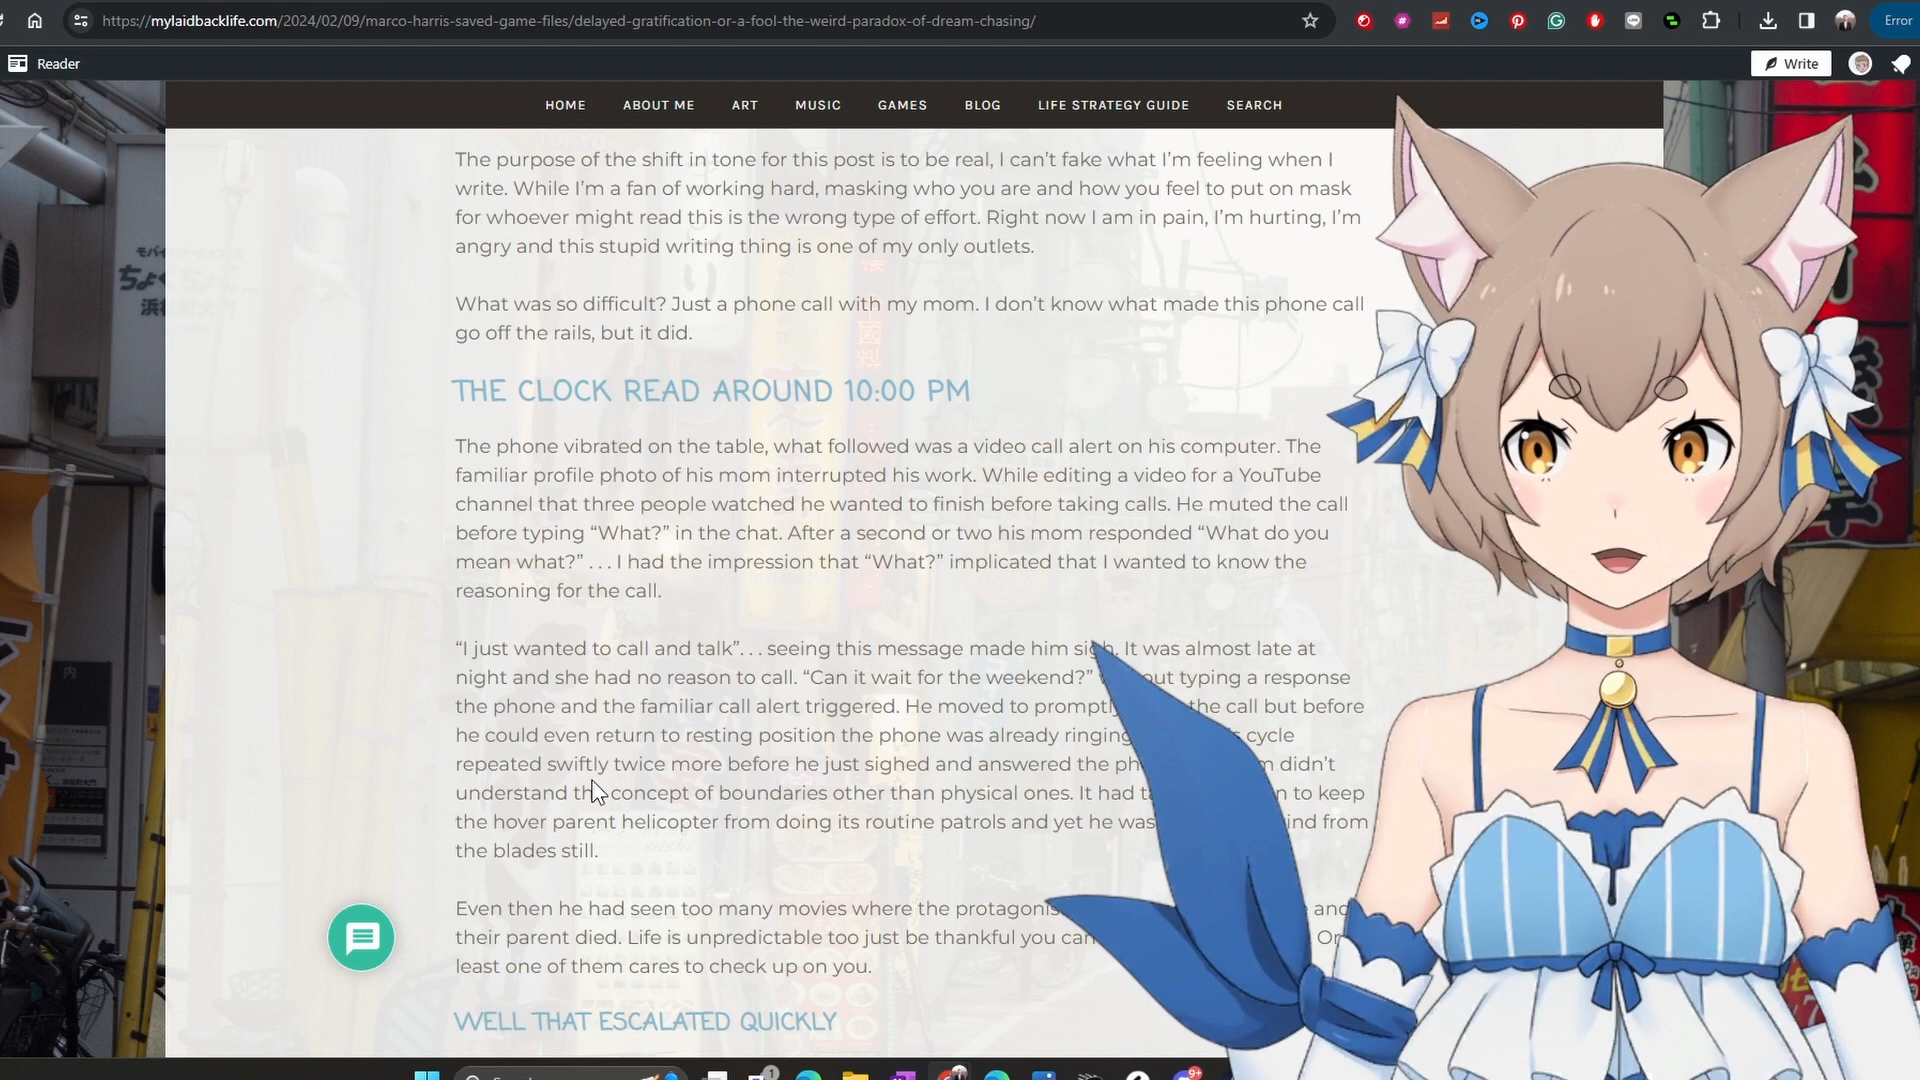 https://mylaidbacklife.com/2024/02/09/marco-harris-saved-game-files/delayed-gratification-or-a-fool-the-weird-paradox-of-dream-chasing/
Error
Reader
Write
HOME ABOUT ME ART MUSIC GAMES BLOG LIFE STRATEGY GUIDE SEARCH
The purpose of the shift in tone for this post is to be real, I can’t fake what I’m feeling when I
write. While I’m a fan of working hard, masking who you are and how you feel to put on mask
for whoever might read this is the wrong type of effort. Right now I am in pain, I’m hurting, I’m
angry and this stupid writing thing is one of my only outlets.
What was so difficult? Just a phone call with my mom. I don’t know what made this phone call
go off the rails, but it did.
THE CLOCK READ AROUND 10:00 PM
The phone vibrated on the table, what followed was a video call alert on his computer. The
familiar profile photo of his mom interrupted his work. While editing a video for a YouTube
channel that three people watched he wanted to finish before taking calls. He muted the call
before typing “What?” in the chat. After a second or two his mom responded “What do you
mean what?” . . . I had the impression that “What?” implicated that I wanted to know the
reasoning for the call.
“I just wanted to call and talk”. . . seeing this message made him sigh. It was almost late at
night and she had no reason to call. “Can it wait for the weekend?” out typing a response
the phone and the familiar call alert triggered. He moved to promptly the call but before
he could even return to resting position the phone was already ringing cycle
repeated swiftly twice more before he just sighed and answered the didn’t
understand the concept of boundaries other than physical ones. It had to keep
the hover parent helicopter from doing its routine patrols and yet he was from
the blades still.
Even then he had seen too many movies where the and
their parent died. Life is unpredictable too just be thankful you can Or
least one of them cares to check up on you.
WELL THAT ESCALATED QUICKLY
モバイルサービス
ちょくちょく
内
1
9+